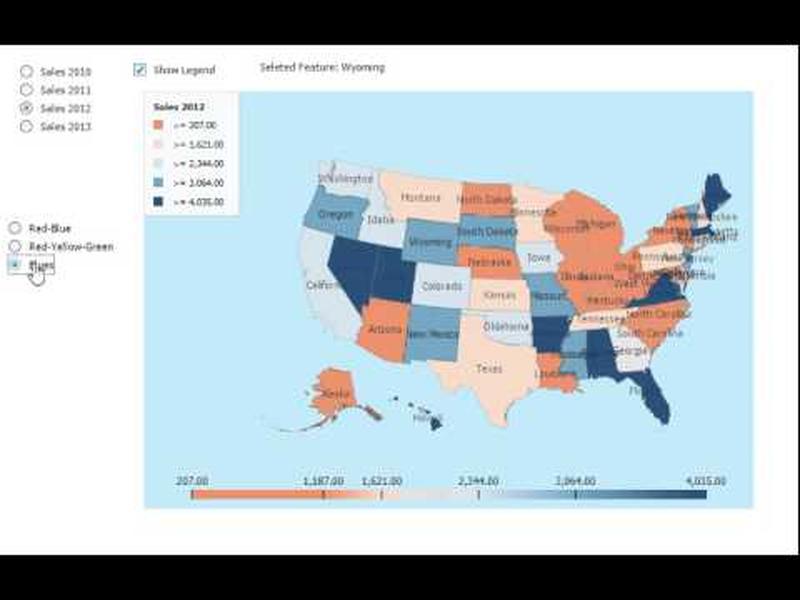 Sales 2010
Sales 2011
Sales 2012
Sales 2013
Show Legend
Seleted Feature: Wyoming
Red-Blue
Red-Yellow-Green
Blues
Sales 2012
>= 207.00
>= 1,621.00
>= 2,344.00
>= 3,064.00
>= 4,035.00
Washington
Montana
North Dakota
Minnesota
Michigan
Oregon
Idaho
Wisconsin
South Dakota
Wyoming
Nebraska
Iowa
Californ
Colorado
Kansas
Missouri
Illinois
Indiana
Ohio
West
Kentucky
Arizona
New Mexico
Oklahoma
Tennessee
North Carolina
South Carolina
Georgia
Texas
Louisiana
Alaska
Hawaii
207.00 1,187.00 1,621.00 2,344.00 3,064.00 4,035.00